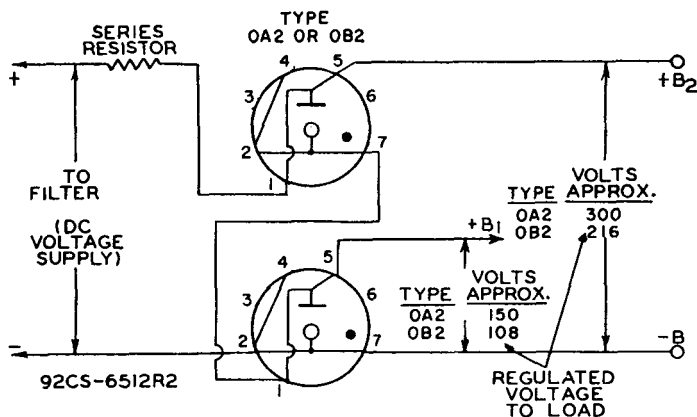 TYPE
OA2 OR OB2
SERIES
RESISTOR
4
5
3
6
2
7
1
+
+B2
TO
FILTER
(DC
VOLTAGE
SUPPLY)
VOLTS
TYPE APPROX.
OA2 300
OB2 216
+B1
4
5
3
6
2
7
1
VOLTS
TYPE APPROX.
OA2 150
OB2 108
-
-B
92CS-6512R2
REGULATED
VOLTAGE
TO LOAD